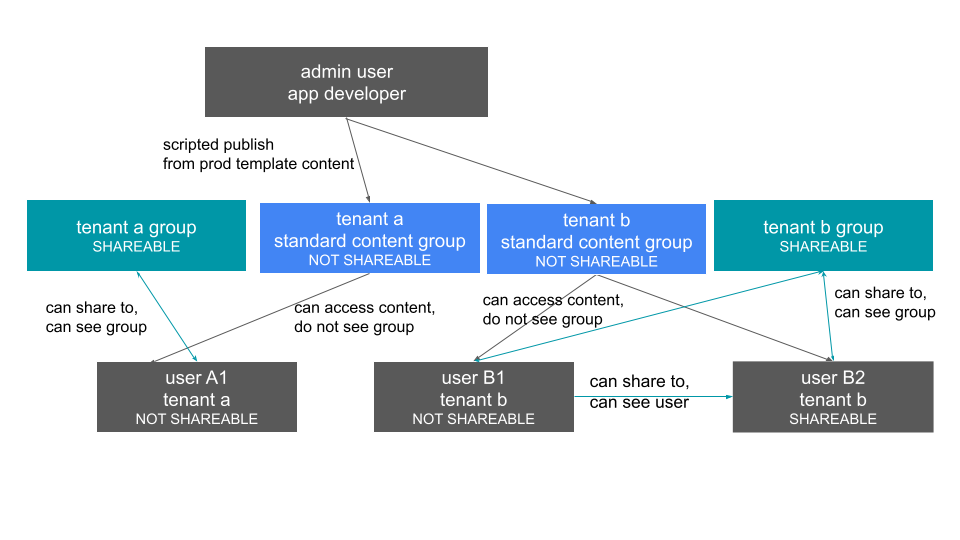 admin user
app developer
scripted publish
from prod template content
tenant a group
SHAREABLE
tenant a
standard content group
NOT SHAREABLE
tenant b
standard content group
NOT SHAREABLE
tenant b group
SHAREABLE
can share to,
can see group
can access content,
do not see group
can access content,
do not see group
can share to,
can see group
user A1
tenant a
NOT SHAREABLE
user B1
tenant b
NOT SHAREABLE
can share to,
can see user
user B2
tenant b
SHAREABLE